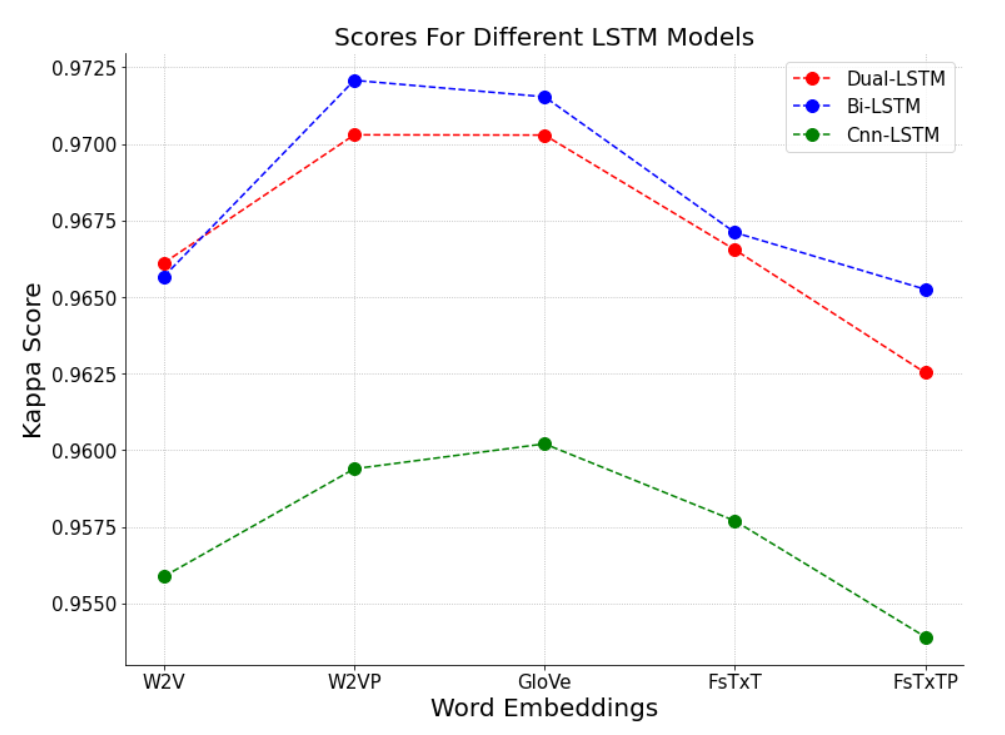 Scores For Different LSTM Models
Dual-LSTM
Bi-LSTM
Cnn-LSTM
Kappa Score
0.9725
0.9700
0.9675
0.9650
0.9625
0.9600
0.9575
0.9550
W2V W2VP GloVe FsTxT FsTxTP
Word Embeddings